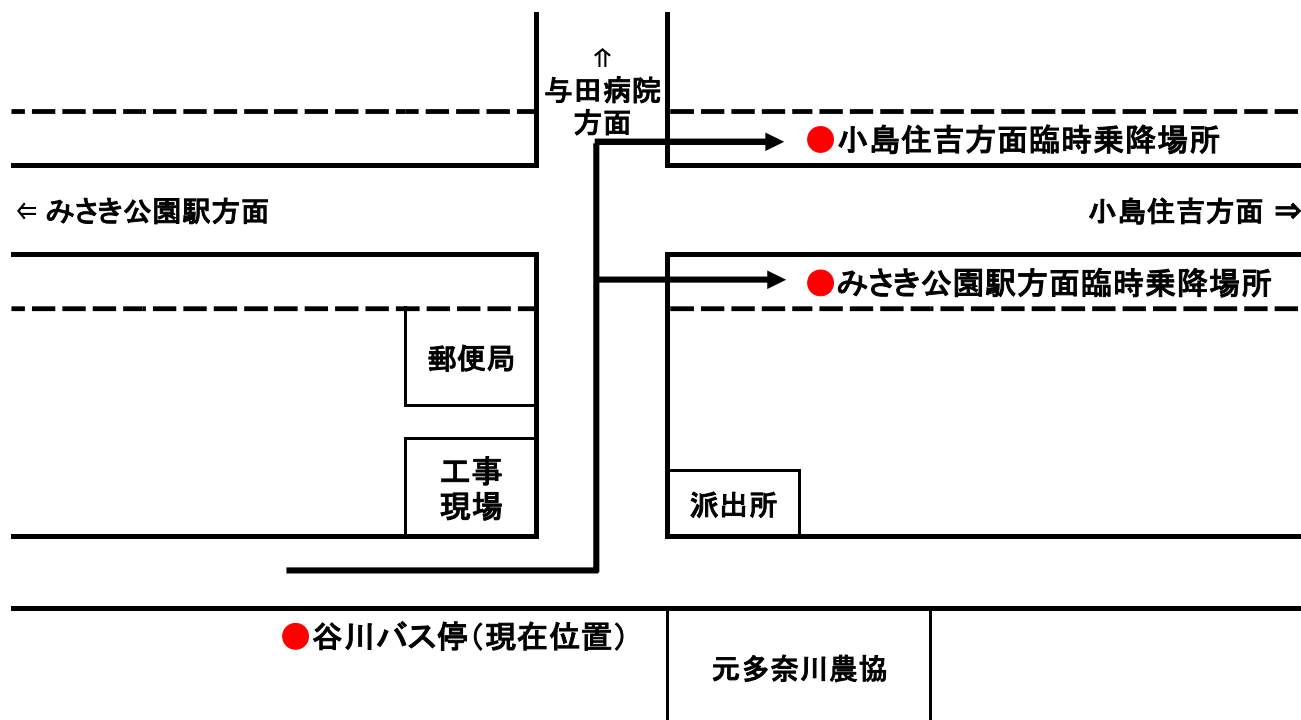 ⇑
与田病院
方面
●小島住吉方面臨時乗降場所
⇐ みさき公園駅方面
小島住吉方面 ⇒
●みさき公園駅方面臨時乗降場所
郵便局
工事
現場
派出所
●谷川バス停（現在位置）
元多奈川農協